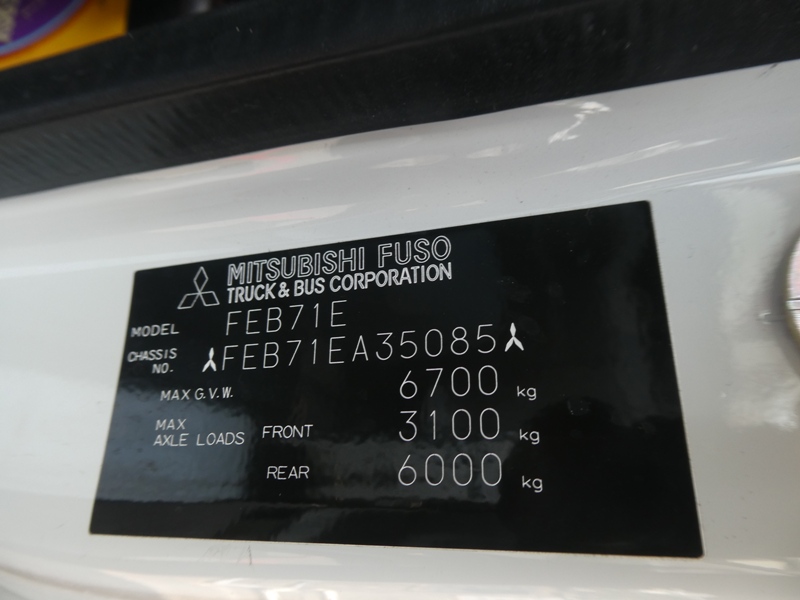 MITSUBISHI FUSO
TRUCK & BUS CORPORATION
MODEL FEB71E
CHASSIS NO. FEB71EA35085
MAX G.V.W. 6700 kg
MAX AXLE LOADS FRONT 3100 kg
REAR 6000 kg